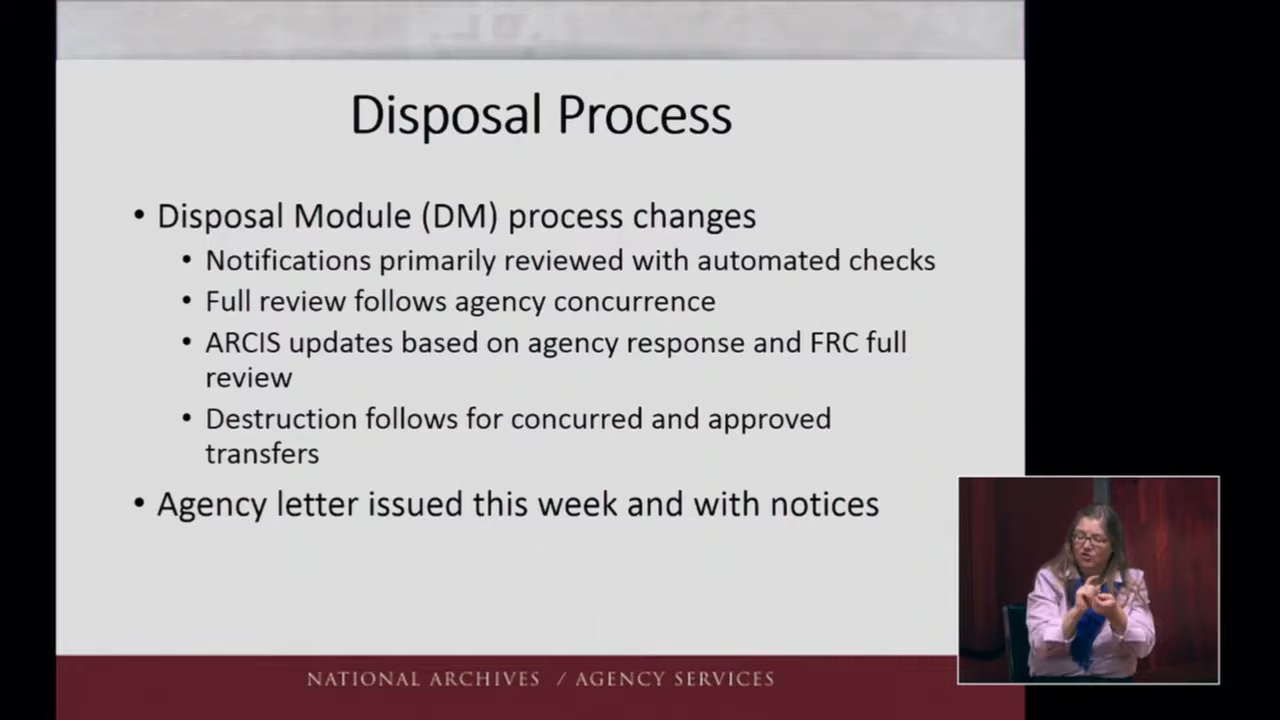 Disposal Process
• Disposal Module (DM) process changes
• Notifications primarily reviewed with automated checks
• Full review follows agency concurrence
• ARCIS updates based on agency response and FRC full
review
• Destruction follows for concurred and approved
transfers
• Agency letter issued this week and with notices
NATIONAL ARCHIVES / AGENCY SERVICES